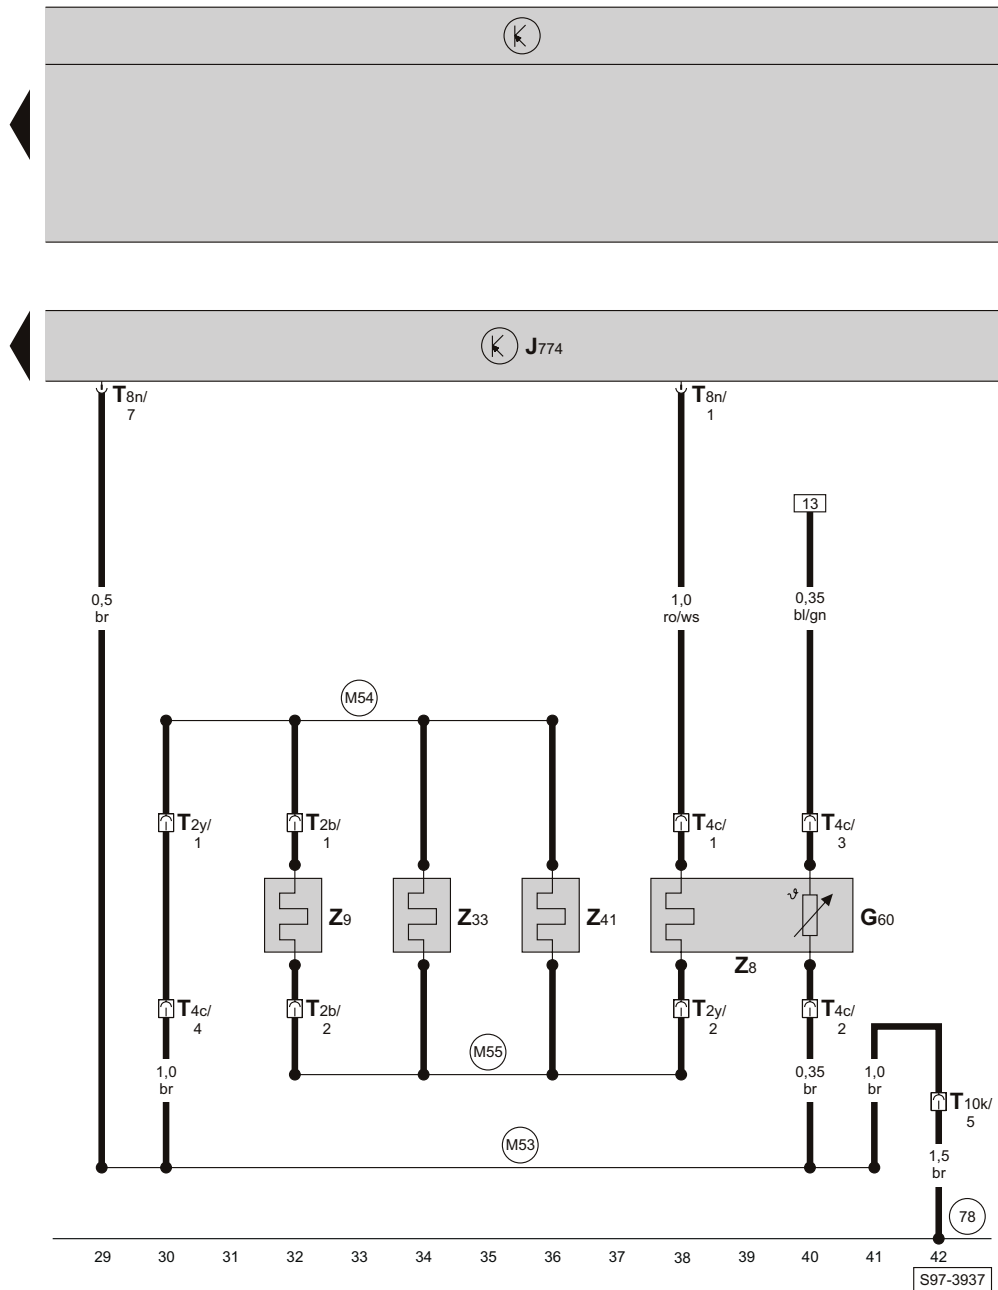 J774
T8n/
7
T8n/
1
13
0,5
br
1,0
ro/ws
0,35
bl/gn
M54
T2y/
1
T2b/
1
T4c/
1
T4c/
3
ϑ
Z9
Z33
Z41
G60
Z8
T4c/
4
T2b/
2
T2y/
2
T4c/
2
M55
1,0
br
0,35
br
1,0
br
T10k/
5
M53
1,5
br
78
29 30 31 32 33 34 35 36 37 38 39 40 41 42
S97-3937